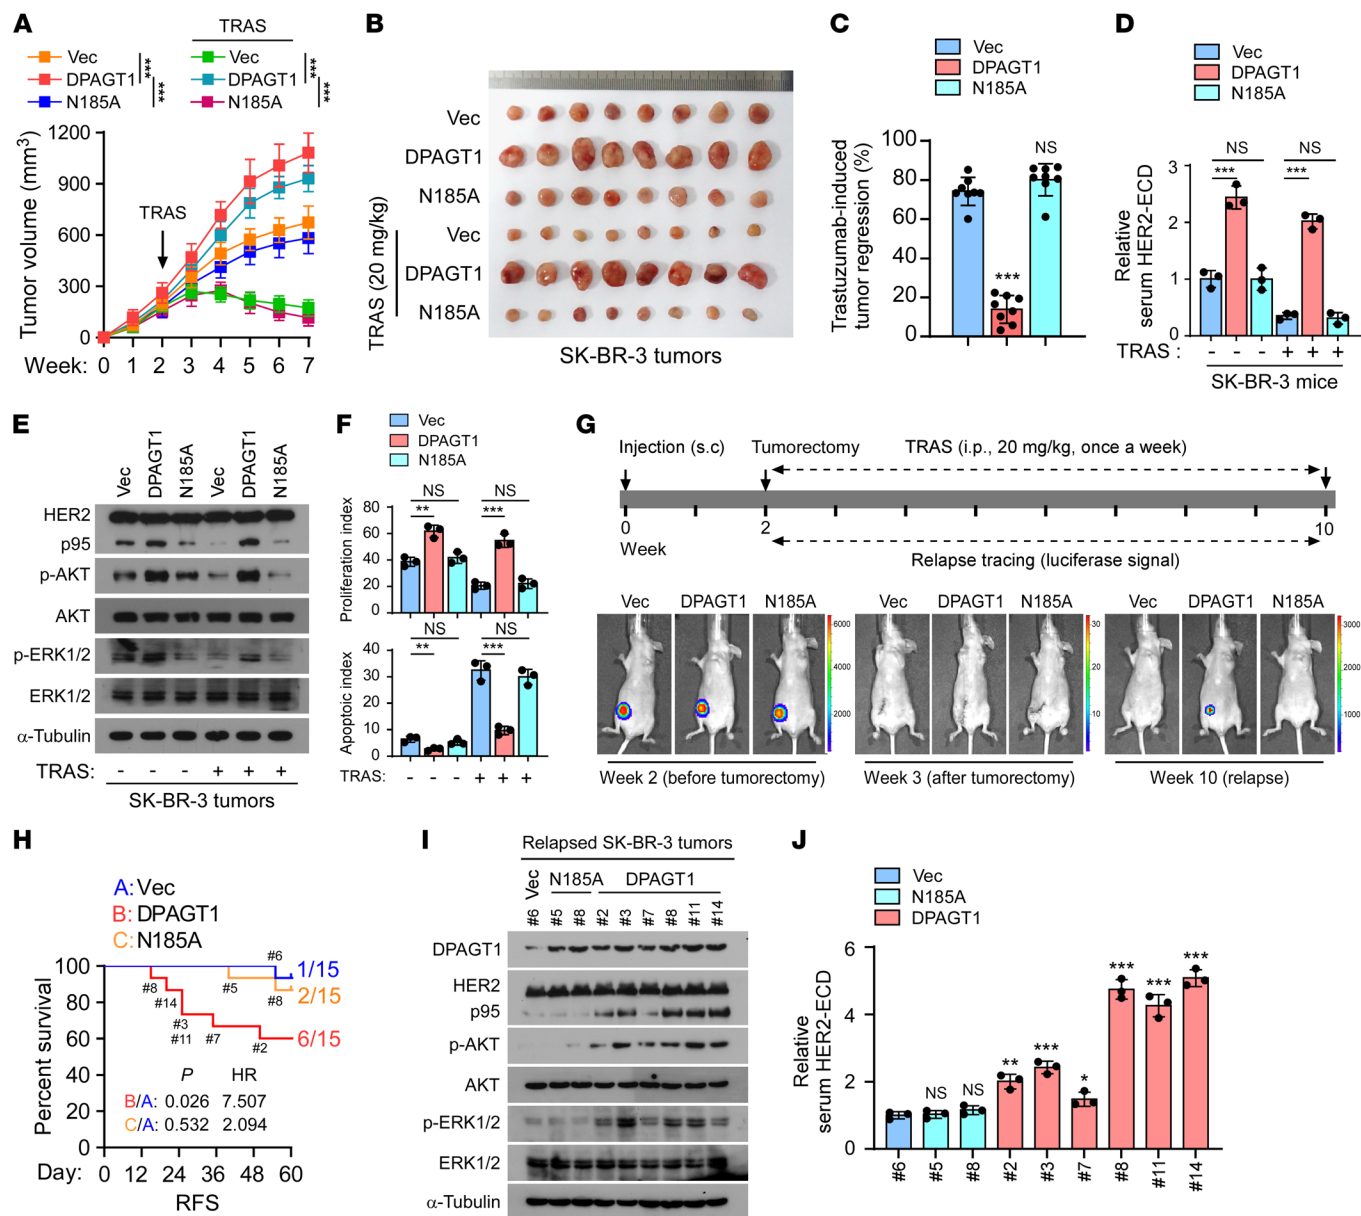 A
TRAS
Vec
DPAGT1
N185A
***
***
Vec
DPAGT1
N185A
***
***
Tumor volume (mm3)
1200
900
600
300
0
TRAS
Week: 0 1 2 3 4 5 6 7
B
Vec
DPAGT1
N185A
Vec
DPAGT1
N185A
TRAS (20 mg/kg)
SK-BR-3 tumors
C
Vec
DPAGT1
N185A
Trastuzumab-induced
tumor regression (%)
100
80
60
40
20
0
***
NS
D
Vec
DPAGT1
N185A
Relative
serum HER2-ECD
3
2
1
0
NS
***
NS
***
TRAS : - - - + + +
SK-BR-3 mice
E
Vec DPAGT1 N185A Vec DPAGT1 N185A
HER2
p95
p-AKT
AKT
p-ERK1/2
ERK1/2
α-Tubulin
TRAS: - - - + + +
SK-BR-3 tumors
F
Vec
DPAGT1
N185A
Proliferation index
80
60
40
20
0
NS
**
NS
***
Apoptoic index
40
30
20
10
0
NS
**
NS
***
TRAS: - - - + + +
G
Injection (s.c)
Tumorectomy
TRAS (i.p., 20 mg/kg, once a week)
0 2 10
Week
Relapse tracing (luciferase signal)
Vec DPAGT1 N185A
6000
4000
2000
Week 2 (before tumorectomy)
Vec DPAGT1 N185A
30
20
10
Week 3 (after tumorectomy)
Vec DPAGT1 N185A
3000
2000
1000
Week 10 (relapse)
H
A: Vec
B: DPAGT1
C: N185A
Percent survival
100
80
60
40
20
0
#6
1/15
#5
#8
2/15
#8
#14
#3
#11
#7
#2
6/15
P HR
B/A: 0.026 7.507
C/A: 0.532 2.094
Day: 0 12 24 36 48 60
RFS
I
Relapsed SK-BR-3 tumors
Vec N185A DPAGT1
#6 #5 #8 #2 #3 #7 #8 #11 #14
DPAGT1
HER2
p95
p-AKT
AKT
p-ERK1/2
ERK1/2
α-Tubulin
J
Vec
N185A
DPAGT1
Relative
serum HER2-ECD
6
4
2
0
NS NS ** *** * *** *** ***
#6 #5 #8 #2 #3 #7 #8 #11 #14